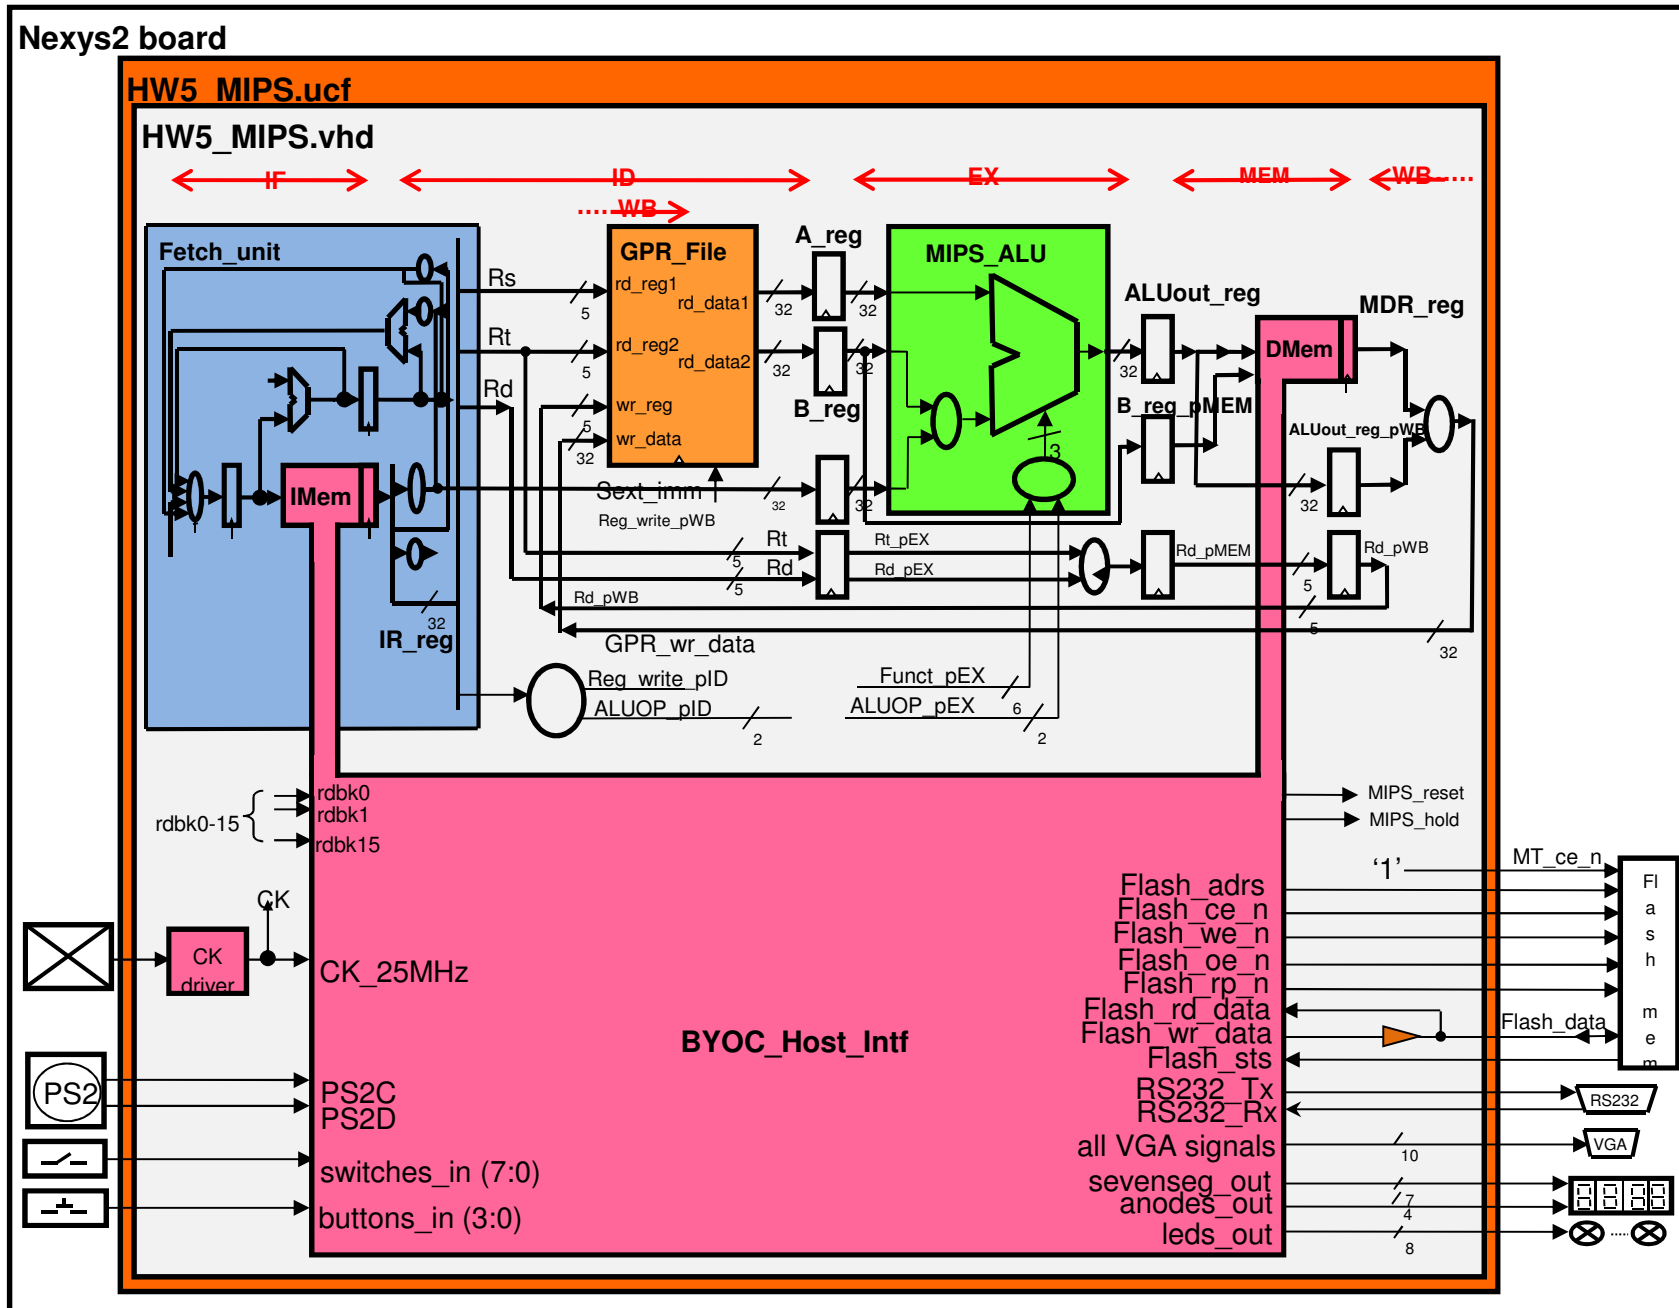 Nexys2 board
HW5_MIPS.ucf
HW5_MIPS.vhd
IF
ID
EX
MEM
WB
WB
Fetch_unit
GPR_File
A_reg
MIPS_ALU
ALUout_reg
MDR_reg
Rs
5
rd_reg1
rd_data1
32
32
Rt
5
rd_reg2
rd_data2
32
32
32
DMem
Rd
B_reg
B_reg_pMEM
5
wr_reg
ALUout_reg_pWB
32
wr_data
3
IMem
Sext_imm
32
32
32
Reg_write_pWB
Rt
5
Rt_pEX
Rd_pMEM
Rd_pWB
Rd
5
Rd_pEX
5
Rd_pWB
5
32
IR_reg
GPR_wr_data
32
Reg_write_pID
Funct_pEX
6
ALUOP_pID
2
ALUOP_pEX
2
rdbk0-15
rdbk0
rdbk1
rdbk15
MIPS_reset
MIPS_hold
‘1’
MT_ce_n
CK
CK
driver
CK_25MHz
Flash_adrs
Flash_ce_n
Flash_we_n
Flash_oe_n
Flash_rp_n
Flash_rd_data
Flash_wr_data
Flash_sts
Flash_data
Fl
a
s
h
m
e
m
BYOC_Host_Intf
PS2
PS2C
PS2D
RS232_Tx
RS232_Rx
RS232
all VGA signals
10
VGA
switches_in (7:0)
sevenseg_out
7
anodes_out
4
buttons_in (3:0)
leds_out
8